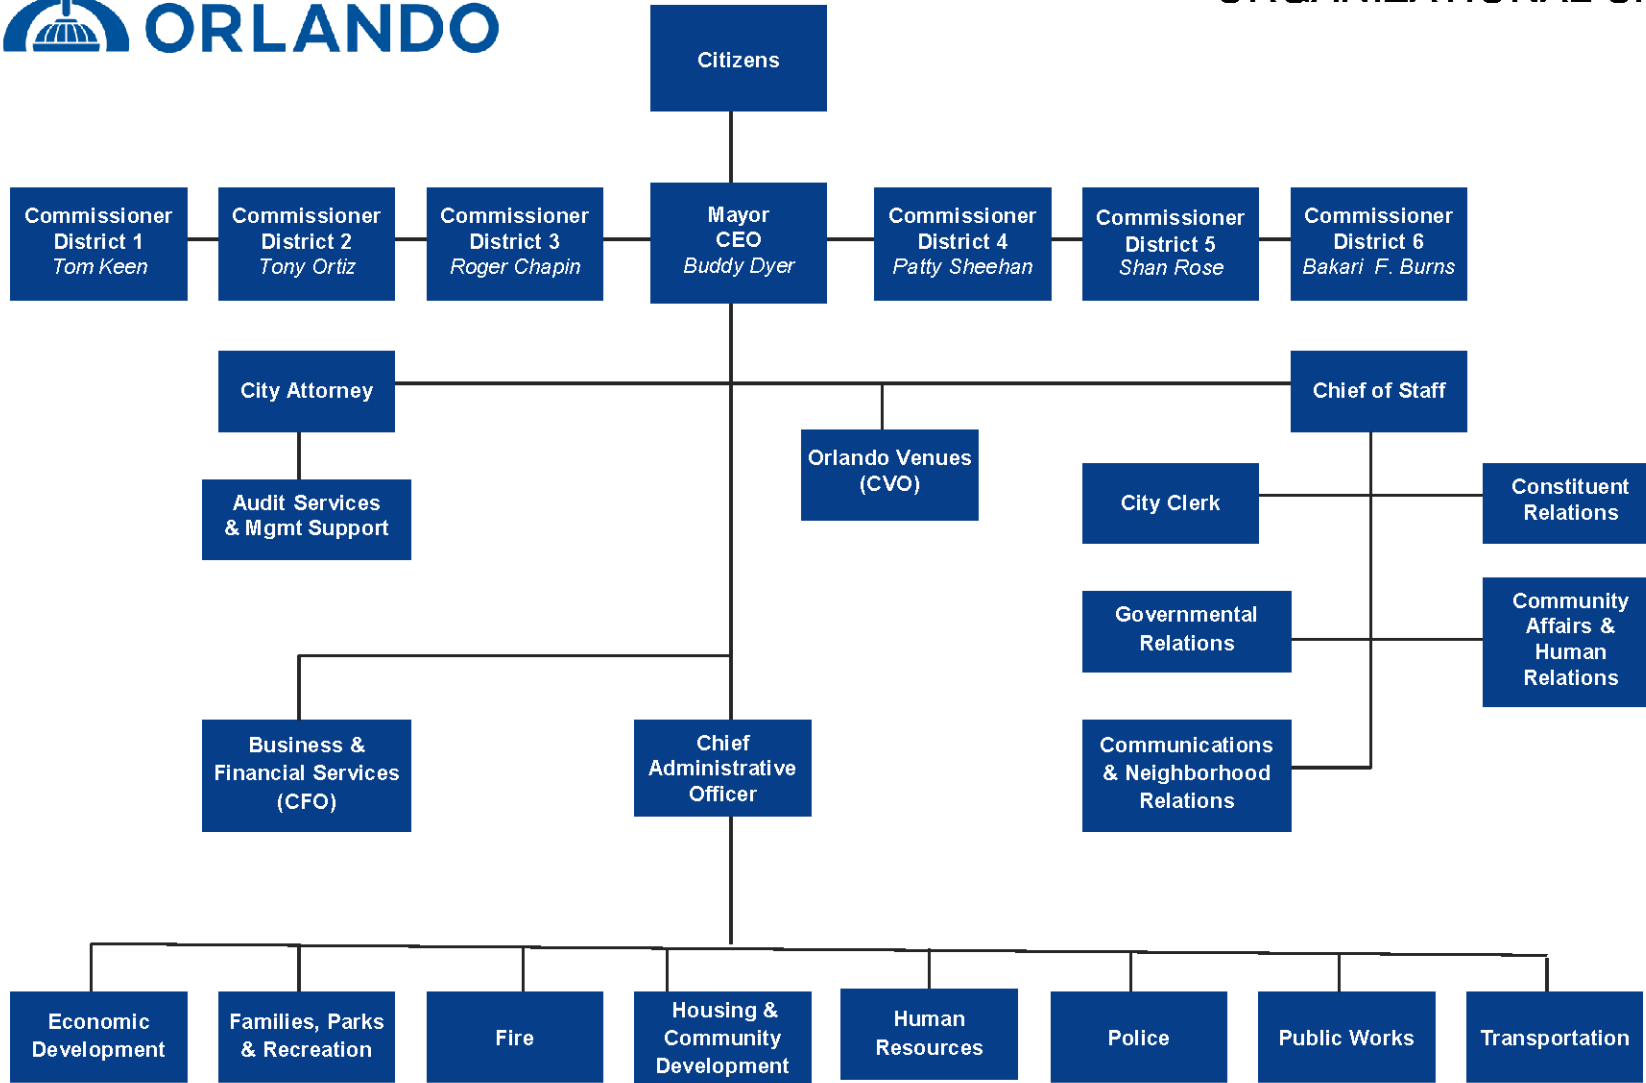 ORLANDO
Citizens
Commissioner
District 1
Tom Keen
Commissioner
District 2
Tony Ortiz
Commissioner
District 3
Roger Chapin
Mayor
CEO
Buddy Dyer
Commissioner
District 4
Patty Sheehan
Commissioner
District 5
Shan Rose
Commissioner
District 6
Bakari F. Burns
City Attorney
Chief of Staff
Orlando Venues
(CVO)
Audit Services
& Mgmt Support
City Clerk
Constituent
Relations
Governmental
Relations
Community
Affairs &
Human
Relations
Business &
Financial Services
(CFO)
Chief
Administrative
Officer
Communications
& Neighborhood
Relations
Economic
Development
Families, Parks
& Recreation
Fire
Housing &
Community
Development
Human
Resources
Police
Public Works
Transportation